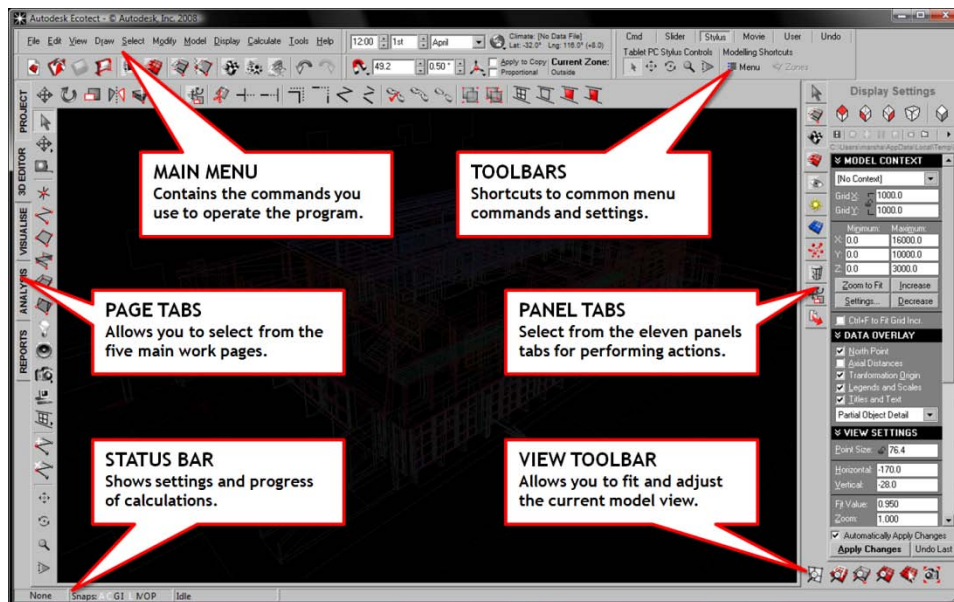 Autodesk Ecotect - © Autodesk, Inc. 2008
File Edit View Draw Select Modify Model Display Calculate Tools Help
12:00 1st April
Climate: [No Data File]
Lat: -32.0° Lng: 116.0° (+8.0)
Cmd Slider Stylus Movie User Undo
Tablet PC Stylus Controls Modelling Shortcuts
49.2 0.50°
Apply to Copy
Proportional
Current Zone:
Outside
Menu Zones
PROJECT
3D EDITOR
VISUALISE
ANALYSIS
REPORTS
MAIN MENU
Contains the commands you
use to operate the program.
TOOLBARS
Shortcuts to common menu
commands and settings.
PAGE TABS
Allows you to select from the
five main work pages.
PANEL TABS
Select from the eleven panels
tabs for performing actions.
STATUS BAR
Shows settings and progress
of calculations.
VIEW TOOLBAR
Allows you to fit and adjust
the current model view.
Display Settings
MODEL CONTEXT
[No Context]
Grid X: 1000.0
Grid Y: 1000.0
Minimum: Maximum:
X: 0.0 16000.0
Y: 0.0 10000.0
Z: 0.0 3000.0
Zoom to Fit Increase
Settings... Decrease
Ctrl+F to Fit Grid Incr.
DATA OVERLAY
North Point
Axial Distances
Tranformation Origin
Legends and Scales
Titles and Text
Partial Object Detail
VIEW SETTINGS
Point Size: 76.4
Horizontal: -170.0
Vertical: -28.0
Fit Value: 0.950
Zoom: 1.000
Automatically Apply Changes
Apply Changes Undo Last
None Snaps: GI MOP Idle